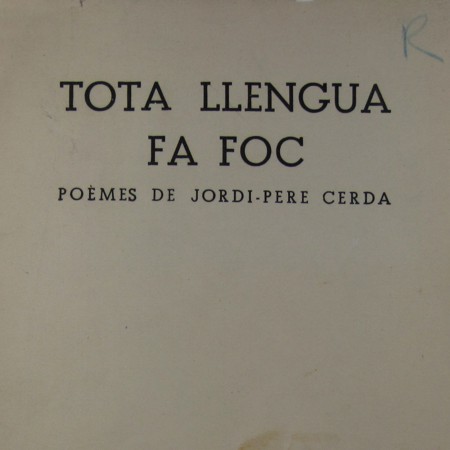 R
TOTA LLENGUA
FA FOC
POÈMES DE JORDI-PERE CERDA